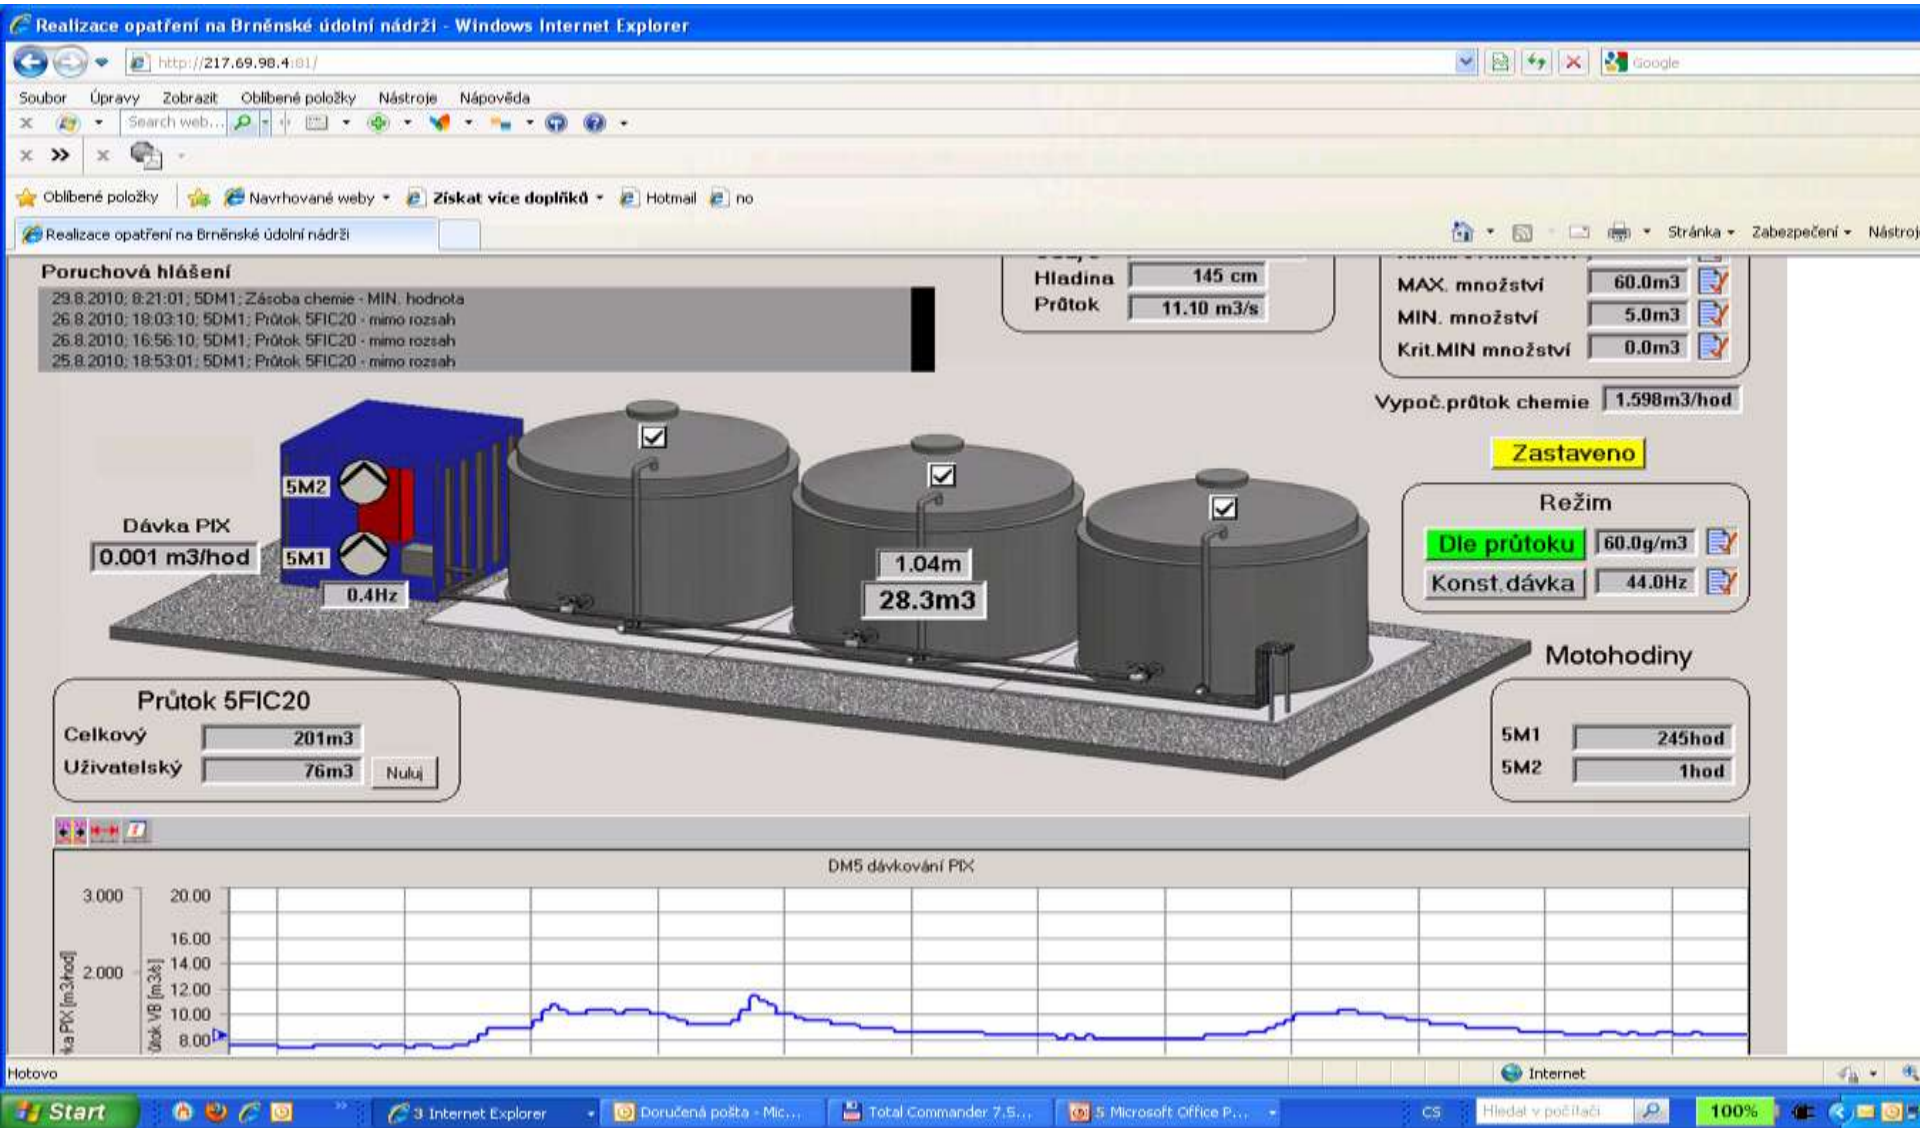 Realizace opatření na Brněnské údolní nádrži - Windows Internet Explorer
http://217.69.98.4:81/
Google
Soubor Úpravy Zobrazit Oblíbené položky Nástroje Nápověda
Search web...
Oblíbené položky Navrhované weby Získat více doplňků Hotmail no
Realizace opatření na Brněnské údolní nádrži
Stránka Zabezpečení Nástroje
Poruchová hlášení
29.8.2010; 8:21:01; 5DM1; Zásoba chemie - MIN. hodnota
26.8.2010; 18:03:10; 5DM1; Průtok 5FIC20 - mimo rozsah
26.8.2010; 16:56:10; 5DM1; Průtok 5FIC20 - mimo rozsah
25.8.2010; 18:53:01; 5DM1; Průtok 5FIC20 - mimo rozsah
Hladina 145 cm
Průtok 11.10 m3/s
MAX. množství 60.0m3
MIN. množství 5.0m3
Krit.MIN množství 0.0m3
Vypoč.průtok chemie 1.598m3/hod
Zastaveno
Režim
Dle průtoku 60.0g/m3
Konst.dávka 44.0Hz
5M2
Dávka PIX
0.001 m3/hod
5M1
0.4Hz
1.04m
28.3m3
Motohodiny
5M1 245hod
5M2 1hod
Průtok 5FIC20
Celkový 201m3
Uživatelský 76m3 Nuluj
DM5 dávkování PIX
3.000 20.00
16.00
2.000 14.00
12.00
10.00
8.00
PIX [m3/hod]
VB [m3/s]
Hotovo
Internet
Start
3 Internet Explorer
Doručená pošta - Mic...
Total Commander 7,5...
5 Microsoft Office P...
CS
Hledat v počítači
100%